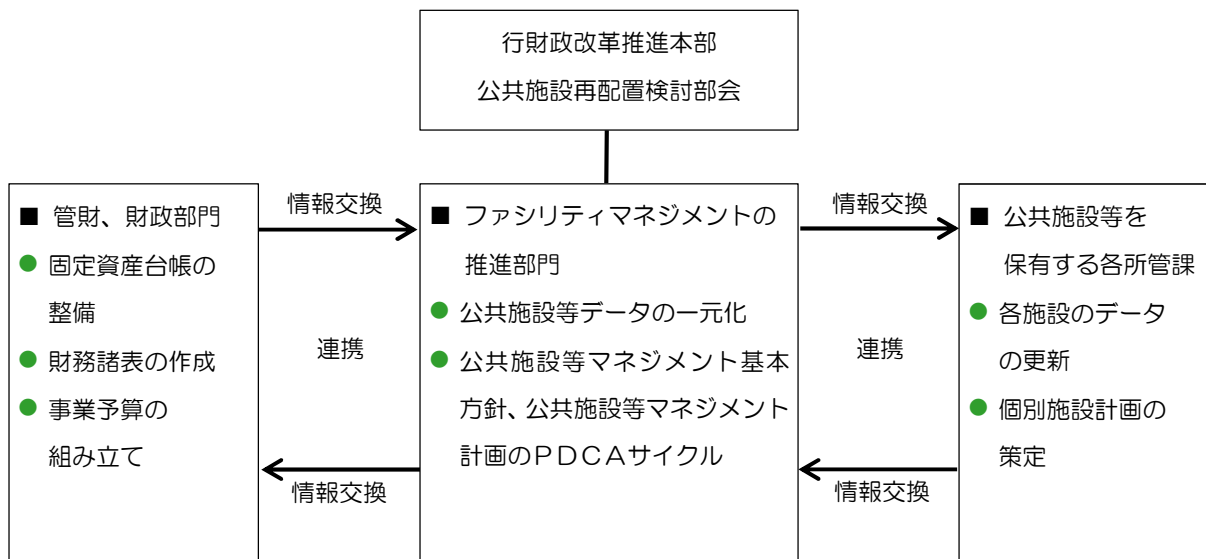 行財政改革推進本部
公共施設再配置検討部会
■ 管財、財政部門
● 固定資産台帳の
整備
● 財務諸表の作成
● 事業予算の
組み立て
情報交換
連携
情報交換
■ ファシリティマネジメントの
推進部門
● 公共施設等データの一元化
● 公共施設等マネジメント基本
方針、公共施設等マネジメント
計画のPDCAサイクル
情報交換
連携
情報交換
■ 公共施設等を
保有する各所管課
● 各施設のデータ
の更新
● 個別施設計画の
策定